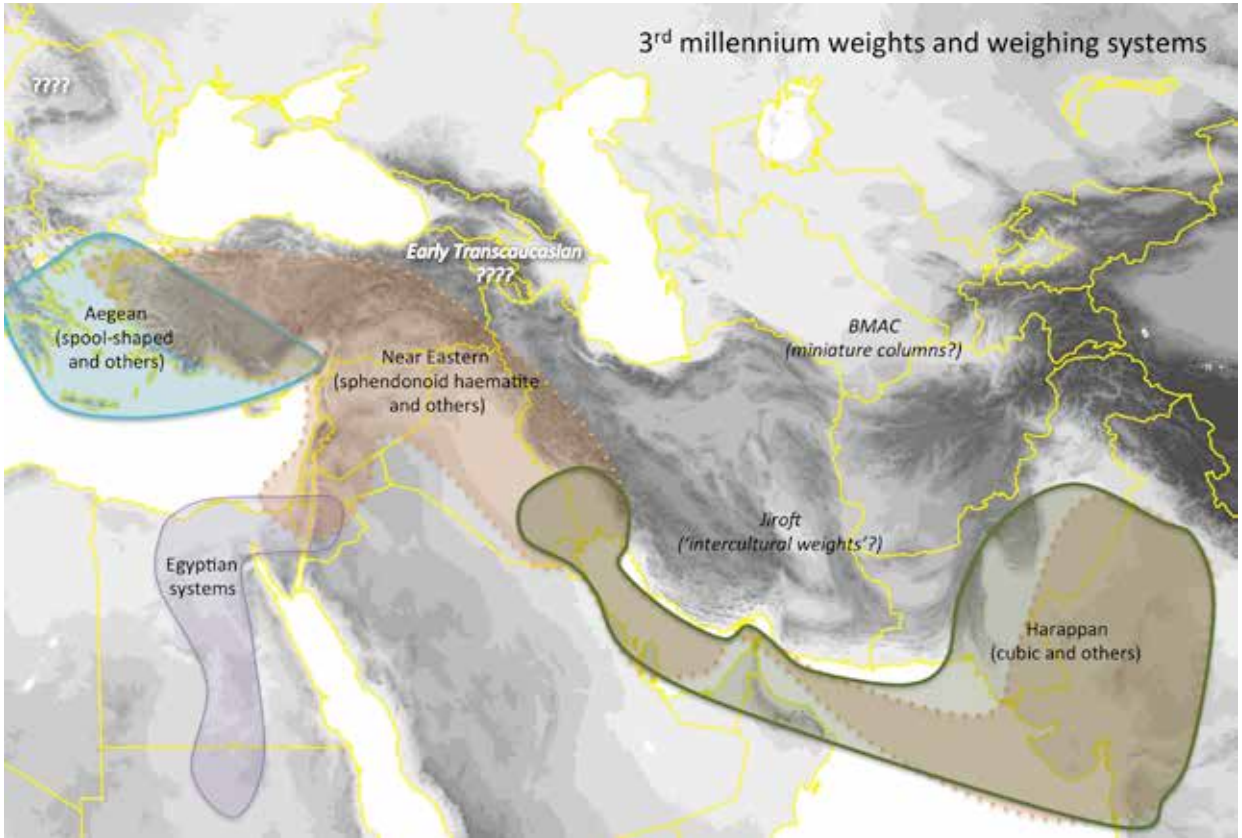 3rd millennium weights and weighing systems
????
Early Transcaucasian
????
Aegean
(spool-shaped
and others)
Near Eastern
(sphendonoid haematite
and others)
BMAC
(miniature columns?)
Jiroft
(‘intercultural weights’?)
Egyptian
systems
Harappan
(cubic and others)